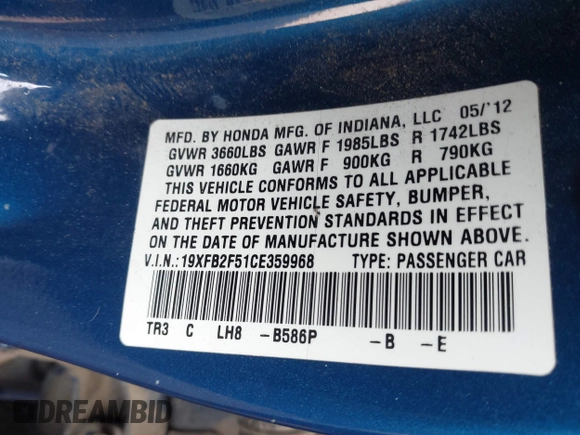 MFD. BY HONDA MFG. OF INDIANA, LLC 05/'12
GVWR 3660LBS GAWR F 1985LBS R 1742LBS
GVWR 1660KG GAWR F 900KG R 790KG
THIS VEHICLE CONFORMS TO ALL APPLICABLE
FEDERAL MOTOR VEHICLE SAFETY, BUMPER,
AND THEFT PREVENTION STANDARDS IN EFFECT
ON THE DATE OF MANUFACTURE SHOWN ABOVE.
V.I.N.:19XFB2F51CE359968 TYPE: PASSENGER CAR
TR3 C LH8 -B586P -B -E
DREAMBID